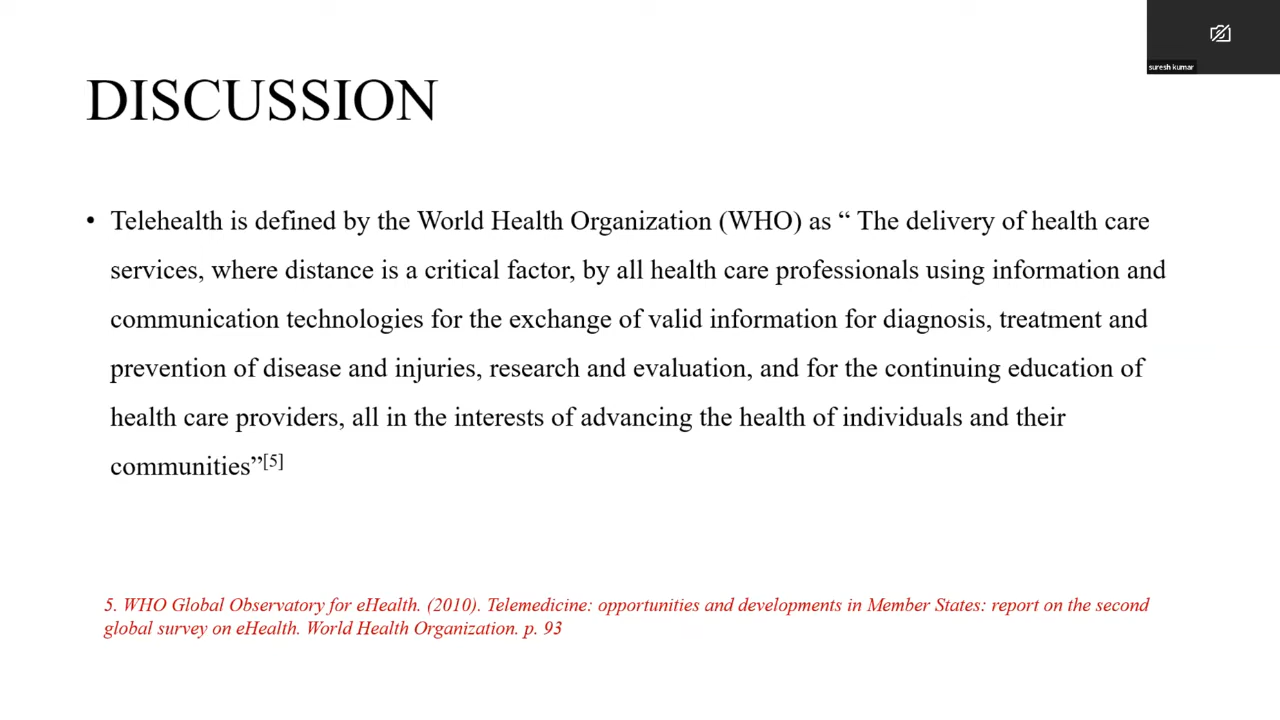 suresh kumar
DISCUSSION
• Telehealth is defined by the World Health Organization (WHO) as “ The delivery of health care
services, where distance is a critical factor, by all health care professionals using information and
communication technologies for the exchange of valid information for diagnosis, treatment and
prevention of disease and injuries, research and evaluation, and for the continuing education of
health care providers, all in the interests of advancing the health of individuals and their
communities”[5]
5. WHO Global Observatory for eHealth. (2010). Telemedicine: opportunities and developments in Member States: report on the second
global survey on eHealth. World Health Organization. p. 93